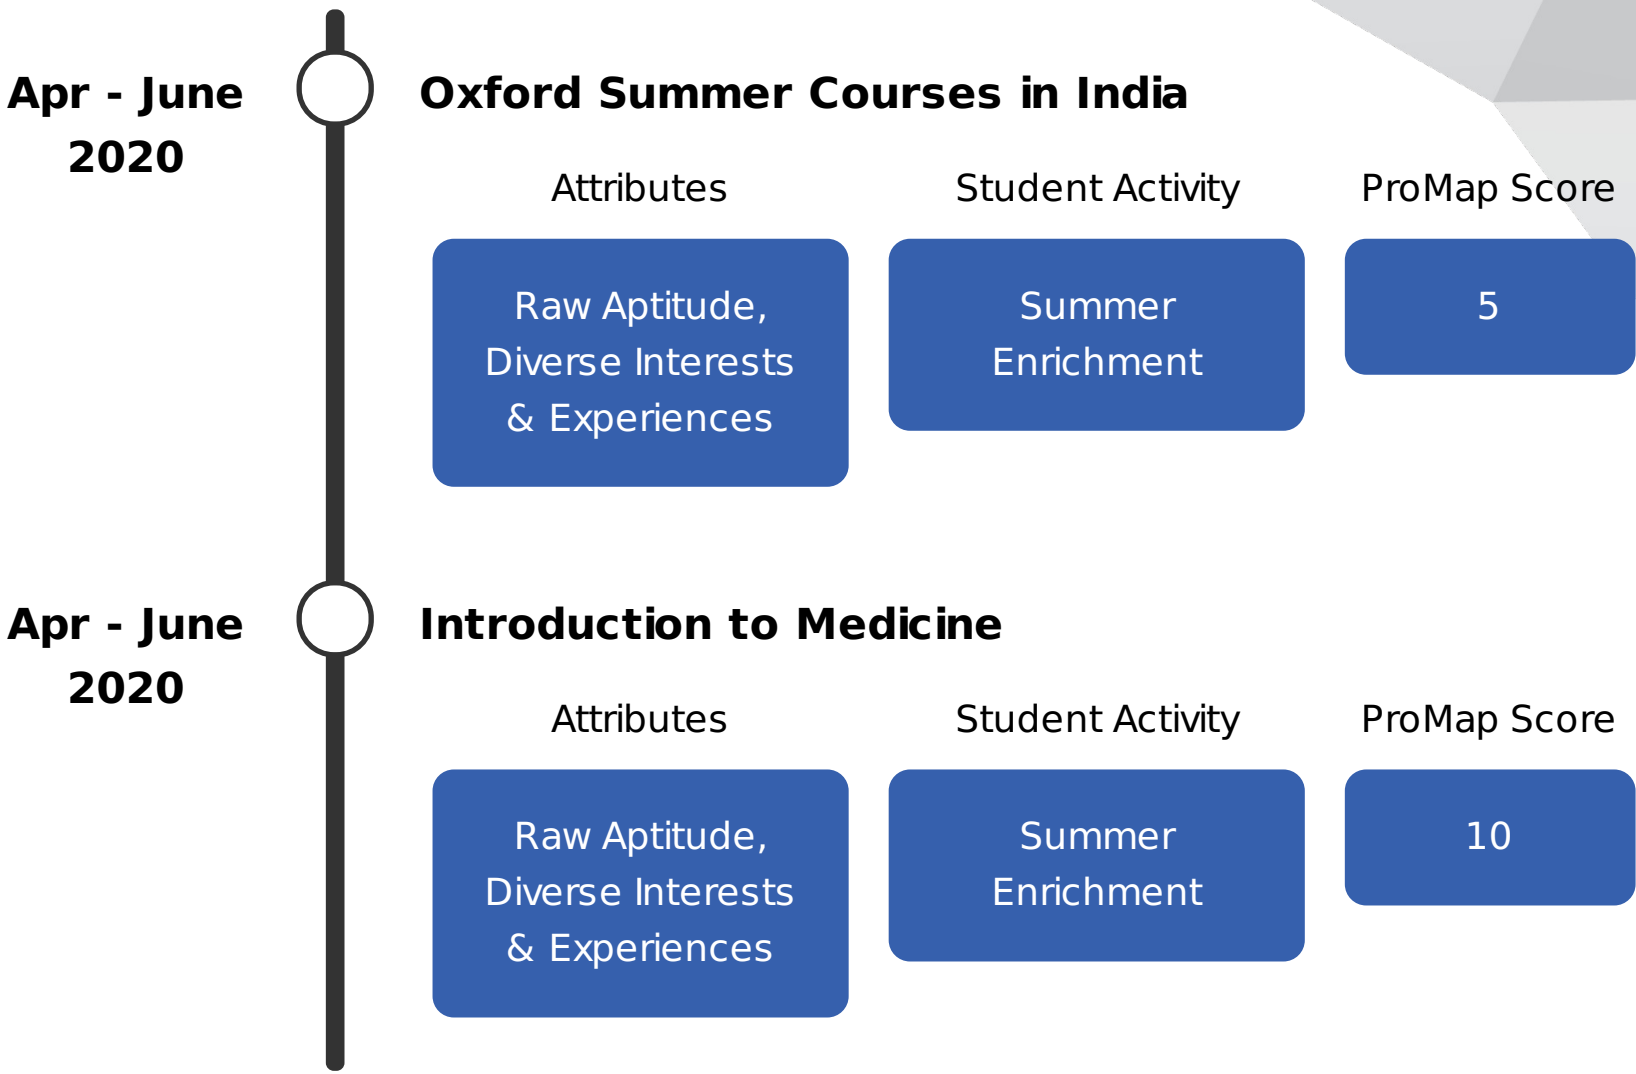 Apr - June
2020
Oxford Summer Courses in India
Attributes
Student Activity
ProMap Score
Raw Aptitude,
Diverse Interests
& Experiences
Summer
Enrichment
5
Apr - June
2020
Introduction to Medicine
Attributes
Student Activity
ProMap Score
Raw Aptitude,
Diverse Interests
& Experiences
Summer
Enrichment
10